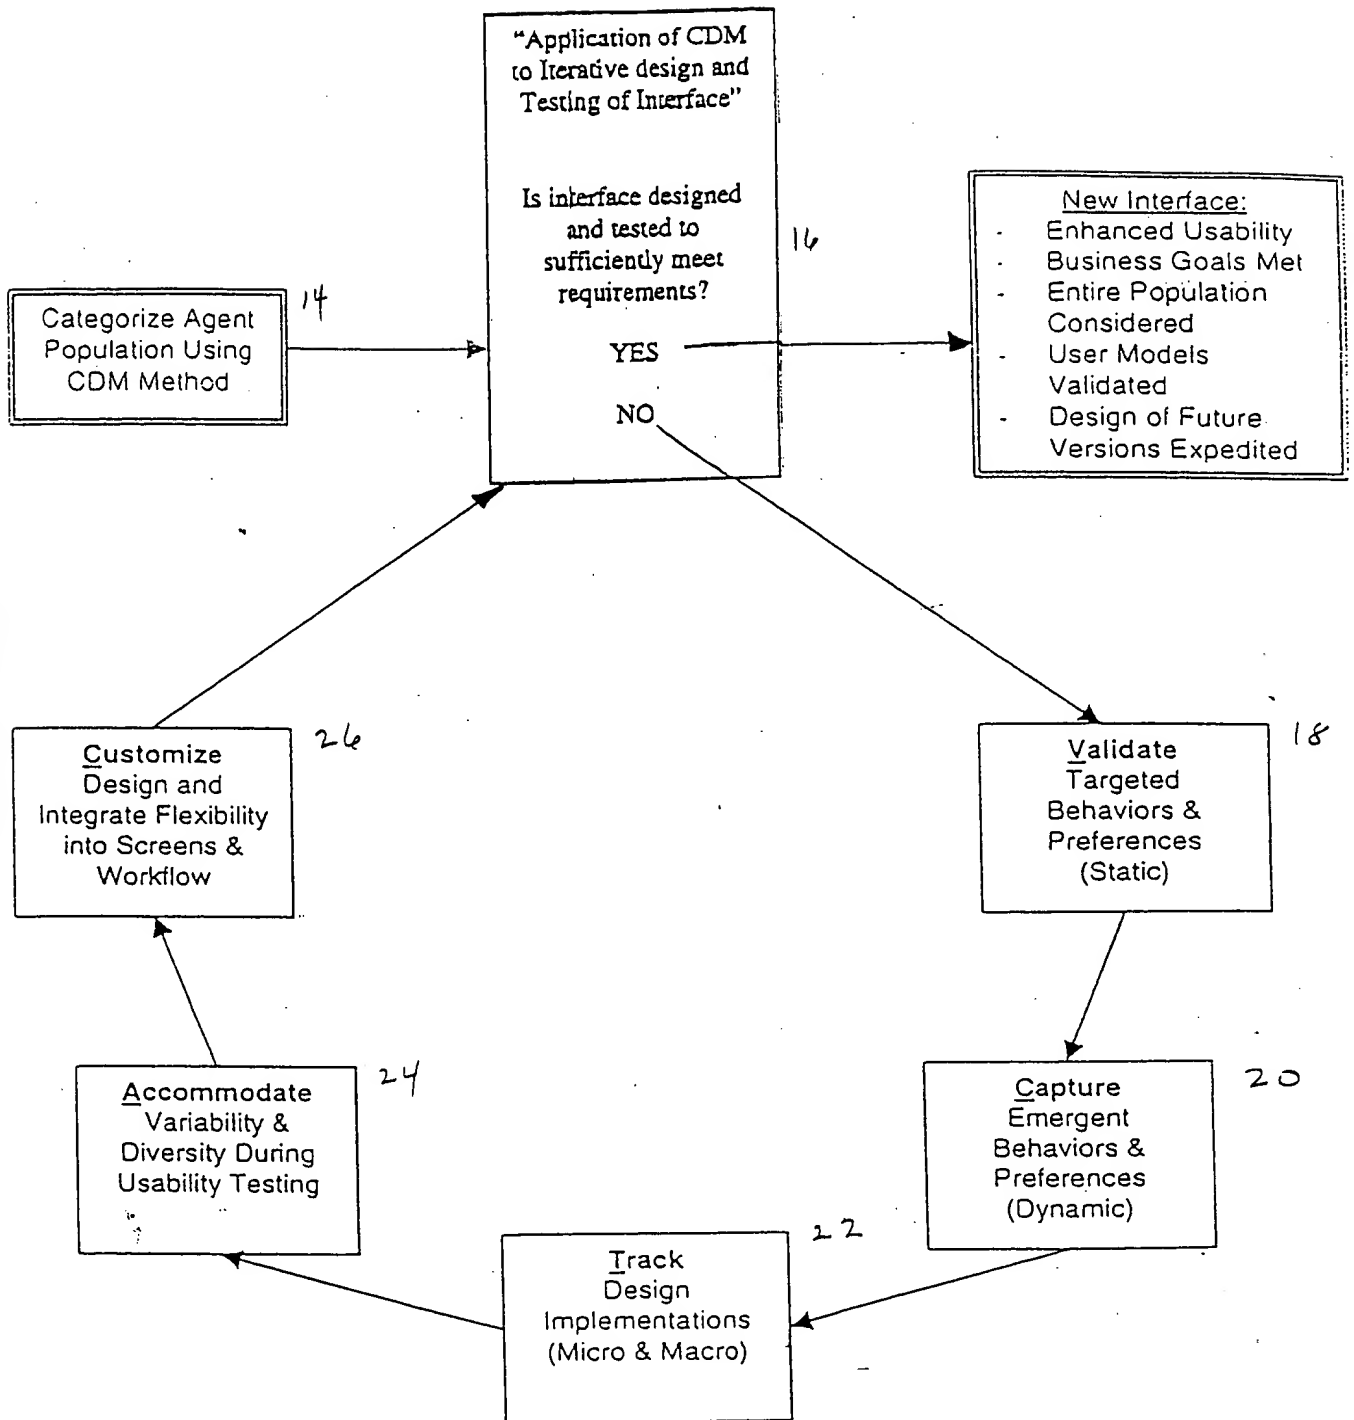 “Application of CDM
to Iterative design and
Testing of Interface”
Is interface designed
and tested to
sufficiently meet
requirements?
YES
NO
16
14
Categorize Agent
Population Using
CDM Method
New Interface:
- Enhanced Usability
- Business Goals Met
- Entire Population
Considered
- User Models
Validated
- Design of Future
Versions Expedited
18
Validate
Targeted
Behaviors &
Preferences
(Static)
20
Capture
Emergent
Behaviors &
Preferences
(Dynamic)
22
Track
Design
Implementations
(Micro & Macro)
24
Accommodate
Variability &
Diversity During
Usability Testing
26
Customize
Design and
Integrate Flexibility
into Screens &
Workflow